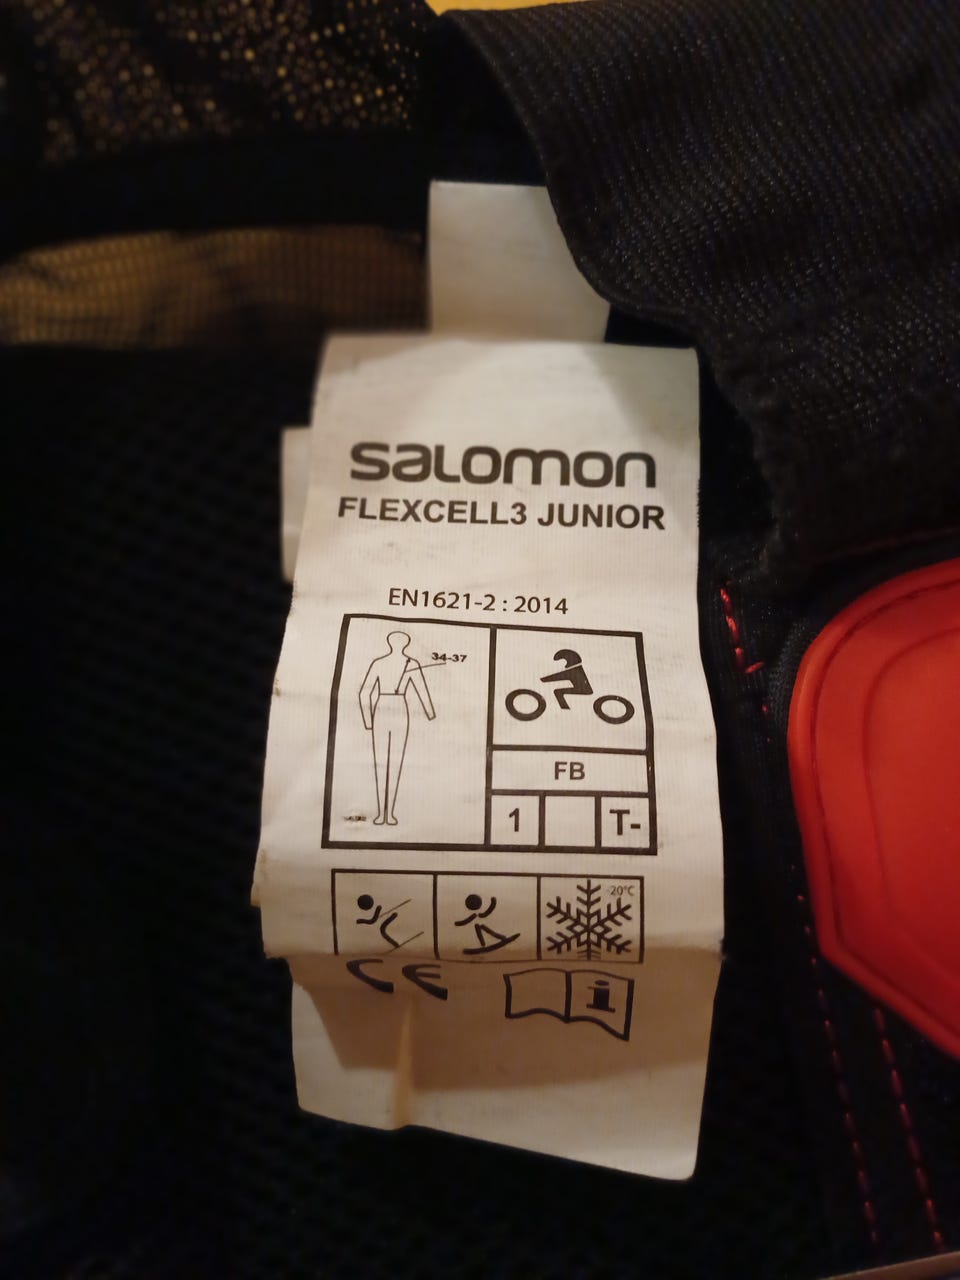 SALOMON
FLEXCELL3 JUNIOR
EN1621-2 : 2014
34-37
FB
1 T-
-20°C
CE
i